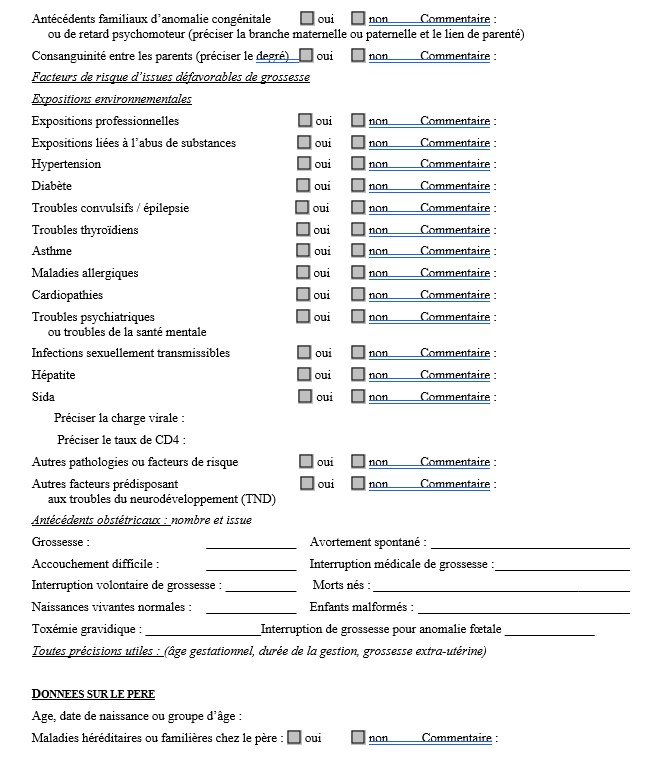 Antécédents familiaux d’anomalie congénitale oui non Commentaire :
ou de retard psychomoteur (préciser la branche maternelle ou paternelle et le lien de parenté)
Consanguinité entre les parents (préciser le degré) oui non Commentaire :
Facteurs de risque d’issues défavorables de grossesse
Expositions environnementales
Expositions professionnelles oui non Commentaire :
Expositions liées à l’abus de substances oui non Commentaire :
Hypertension oui non Commentaire :
Diabète oui non Commentaire :
Troubles convulsifs / épilepsie oui non Commentaire :
Troubles thyroïdiens oui non Commentaire :
Asthme oui non Commentaire :
Maladies allergiques oui non Commentaire :
Cardiopathies oui non Commentaire :
Troubles psychiatriques oui non Commentaire :
ou troubles de la santé mentale
Infections sexuellement transmissibles oui non Commentaire :
Hépatite oui non Commentaire :
Sida oui non Commentaire :
Préciser la charge virale :
Préciser le taux de CD4 :
Autres pathologies ou facteurs de risque oui non Commentaire :
Autres facteurs prédisposant oui non Commentaire :
aux troubles du neurodéveloppement (TND)
Antécédents obstétricaux : nombre et issue
Grossesse : Avortement spontané :
Accouchement difficile : Interruption médicale de grossesse :
Interruption volontaire de grossesse : Morts nés :
Naissances vivantes normales : Enfants malformés :
Toxémie gravidique : Interruption de grossesse pour anomalie fœtale
Toutes précisions utiles : (âge gestationnel, durée de la gestion, grossesse extra-utérine)
DONNEES SUR LE PERE
Age, date de naissance ou groupe d’âge :
Maladies héréditaires ou familières chez le père : oui non Commentaire :